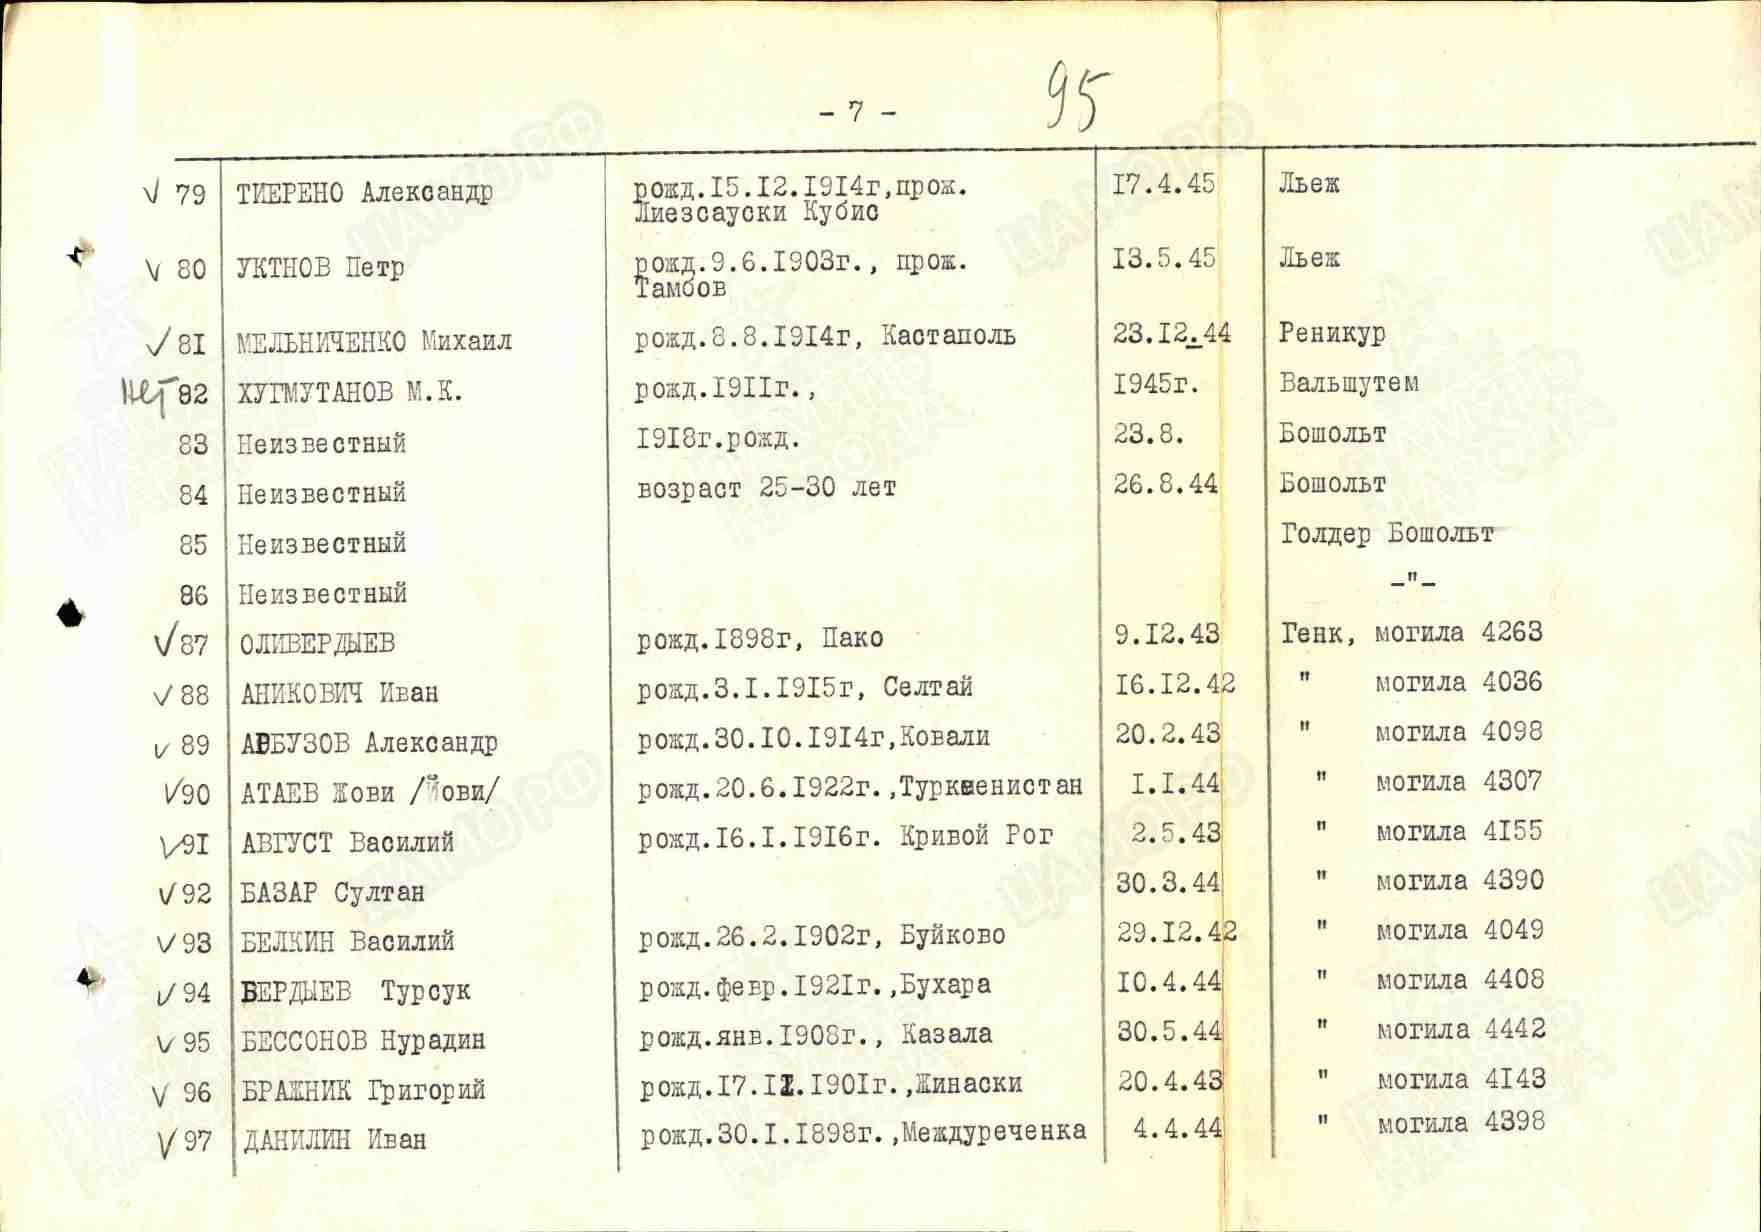 - 7 -
95
√ 79 ТИЕРЕНО Александр рожд.15.12.1914г,прож. 17.4.45 Льеж
Лиезсауски Кубис
√ 80 УКТНОВ Петр рожд.9.6.1903г., прож. 13.5.45 Льеж
Тамбов
√ 81 МЕЛЬНИЧЕНКО Михаил рожд.8.8.1914г, Кастаполь 23.12.44 Реникур
нет 82 ХУГМУТАНОВ М.К. рожд.1911г., 1945г. Вальшутем
83 Неизвестный 1918г.рожд. 23.8. Бошольт
84 Неизвестный возраст 25-30 лет 26.8.44 Бошольт
85 Неизвестный Голдер Бошольт
86 Неизвестный -"-
√ 87 ОЛИВЕРДЫЕВ рожд.1898г, Пако 9.12.43 Генк, могила 4263
√ 88 АНИКОВИЧ Иван рожд.3.1.1915г, Селтай 16.12.42 " могила 4036
√ 89 АРБУЗОВ Александр рожд.30.10.1914г,Ковали 20.2.43 " могила 4098
√ 90 АТАЕВ Жови /Йови/ рожд.20.6.1922г.,Туркменистан 1.1.44 " могила 4307
√ 91 АВГУСТ Василий рожд.16.1.1916г. Кривой Рог 2.5.43 " могила 4155
√ 92 БАЗАР Султан 30.3.44 " могила 4390
√ 93 БЕЛКИН Василий рожд.26.2.1902г, Буйково 29.12.42 " могила 4049
√ 94 БЕРДЫЕВ Турсук рожд.февр.1921г.,Бухара 10.4.44 " могила 4408
√ 95 БЕССОНОВ Нурадин рожд.янв.1908г., Казала 30.5.44 " могила 4442
√ 96 БРАЖНИК Григорий рожд.17.11.1901г.,Жинаски 20.4.43 " могила 4143
√ 97 ДАНИЛИН Иван рожд.30.1.1898г.,Междуреченка 4.4.44 " могила 4398